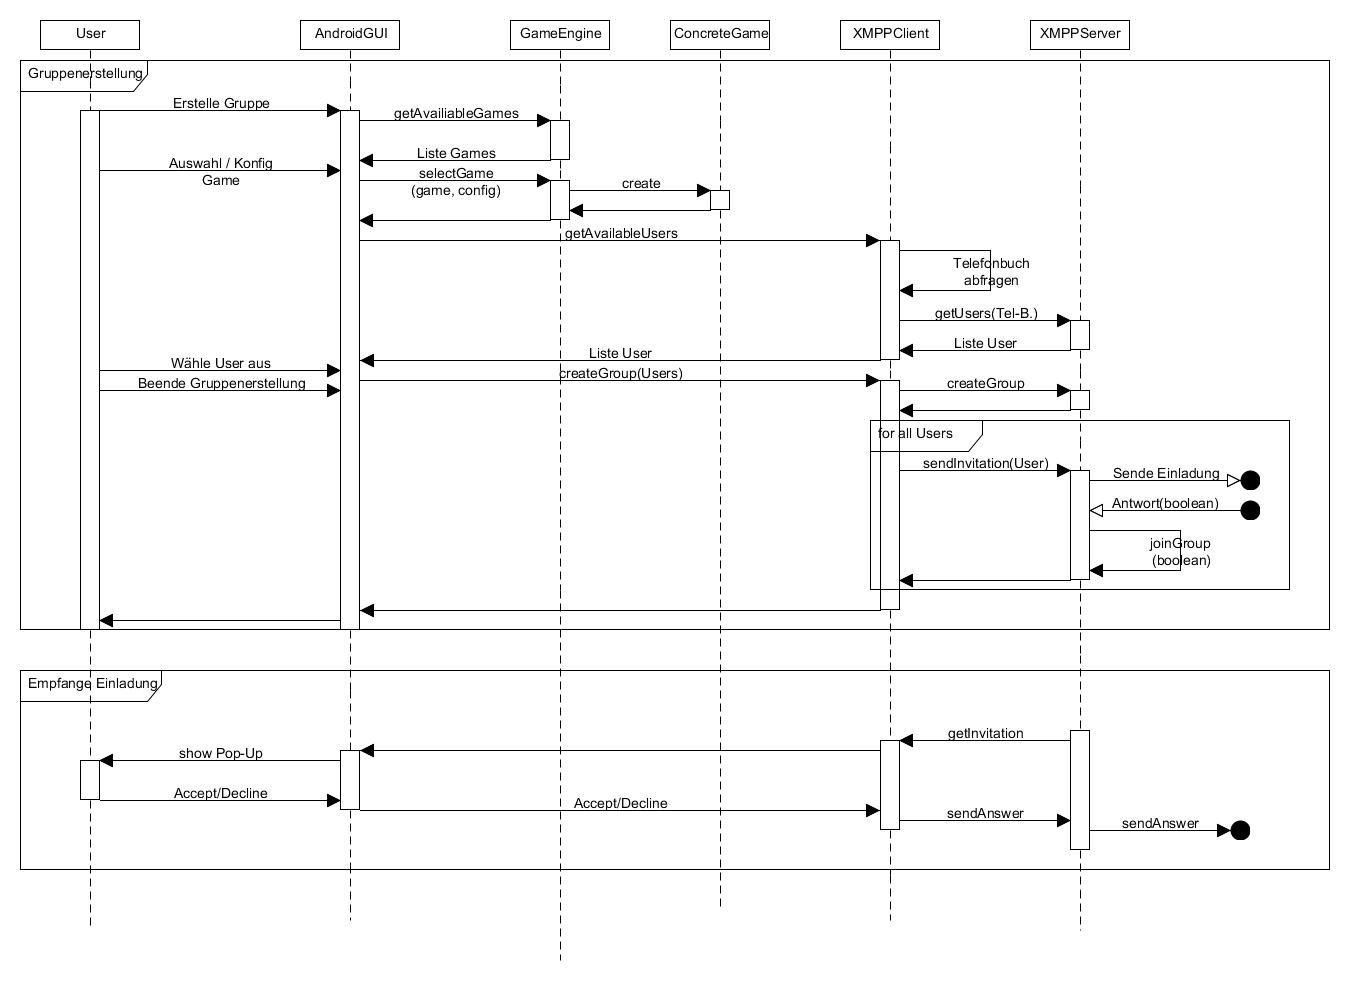 User
AndroidGUI
GameEngine
ConcreteGame
XMPPClient
XMPPServer
Gruppenerstellung
Erstelle Gruppe
getAvailiableGames
Liste Games
Auswahl / Konfig
Game
selectGame
(game, config)
create
getAvailableUsers
Telefonbuch
abfragen
getUsers(Tel-B.)
Liste User
Liste User
Wähle User aus
createGroup(Users)
Beende Gruppenerstellung
createGroup
for all Users
sendInvitation(User)
Sende Einladung
Antwort(boolean)
joinGroup
(boolean)
Empfange Einladung
getInvitation
show Pop-Up
Accept/Decline
Accept/Decline
sendAnswer
sendAnswer